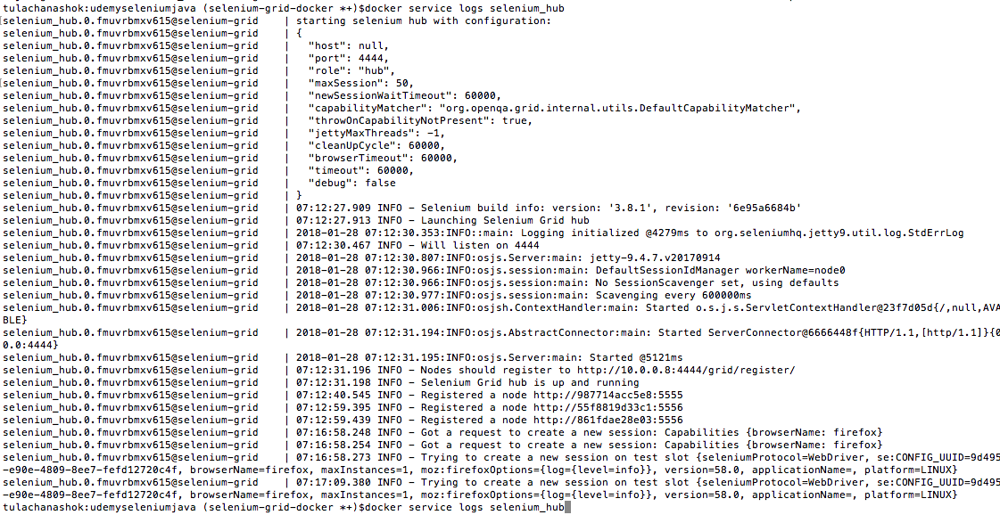 tulachanashok:udemyseleniumjava (selenium-grid-docker *+)$docker service logs selenium_hub
selenium_hub.0.fmuvrbmxv615@selenium-grid    | starting selenium hub with configuration:
selenium_hub.0.fmuvrbmxv615@selenium-grid    | {
selenium_hub.0.fmuvrbmxv615@selenium-grid    |   "host": null,
selenium_hub.0.fmuvrbmxv615@selenium-grid    |   "port": 4444,
selenium_hub.0.fmuvrbmxv615@selenium-grid    |   "role": "hub",
selenium_hub.0.fmuvrbmxv615@selenium-grid    |   "maxSession": 50,
selenium_hub.0.fmuvrbmxv615@selenium-grid    |   "newSessionWaitTimeout": 60000,
selenium_hub.0.fmuvrbmxv615@selenium-grid    |   "capabilityMatcher": "org.openqa.grid.internal.utils.DefaultCapabilityMatcher",
selenium_hub.0.fmuvrbmxv615@selenium-grid    |   "throwOnCapabilityNotPresent": true,
selenium_hub.0.fmuvrbmxv615@selenium-grid    |   "jettyMaxThreads": -1,
selenium_hub.0.fmuvrbmxv615@selenium-grid    |   "cleanUpCycle": 60000,
selenium_hub.0.fmuvrbmxv615@selenium-grid    |   "browserTimeout": 60000,
selenium_hub.0.fmuvrbmxv615@selenium-grid    |   "timeout": 60000,
selenium_hub.0.fmuvrbmxv615@selenium-grid    |   "debug": false
selenium_hub.0.fmuvrbmxv615@selenium-grid    | }
selenium_hub.0.fmuvrbmxv615@selenium-grid    | 07:12:27.909 INFO - Selenium build info: version: '3.8.1', revision: '6e95a6684b'
selenium_hub.0.fmuvrbmxv615@selenium-grid    | 07:12:27.913 INFO - Launching Selenium Grid hub
selenium_hub.0.fmuvrbmxv615@selenium-grid    | 2018-01-28 07:12:30.353:INFO::main: Logging initialized @4279ms to org.seleniumhq.jetty9.util.log.StdErrLog
selenium_hub.0.fmuvrbmxv615@selenium-grid    | 07:12:30.467 INFO - Will listen on 4444
selenium_hub.0.fmuvrbmxv615@selenium-grid    | 2018-01-28 07:12:30.807:INFO:osjs.Server:main: jetty-9.4.7.v20170914
selenium_hub.0.fmuvrbmxv615@selenium-grid    | 2018-01-28 07:12:30.966:INFO:osjs.session:main: DefaultSessionIdManager workerName=node0
selenium_hub.0.fmuvrbmxv615@selenium-grid    | 2018-01-28 07:12:30.966:INFO:osjs.session:main: No SessionScavenger set, using defaults
selenium_hub.0.fmuvrbmxv615@selenium-grid    | 2018-01-28 07:12:30.977:INFO:osjs.session:main: Scavenging every 600000ms
selenium_hub.0.fmuvrbmxv615@selenium-grid    | 2018-01-28 07:12:31.006:INFO:osjsh.ContextHandler:main: Started o.s.j.s.ServletContextHandler@23f7d05d{/,null,AVA
BLE}
selenium_hub.0.fmuvrbmxv615@selenium-grid    | 2018-01-28 07:12:31.194:INFO:osjs.AbstractConnector:main: Started ServerConnector@6666448f{HTTP/1.1,[http/1.1]}{0
0.0:4444}
selenium_hub.0.fmuvrbmxv615@selenium-grid    | 2018-01-28 07:12:31.195:INFO:osjs.Server:main: Started @5121ms
selenium_hub.0.fmuvrbmxv615@selenium-grid    | 07:12:31.196 INFO - Nodes should register to http://10.0.0.8:4444/grid/register/
selenium_hub.0.fmuvrbmxv615@selenium-grid    | 07:12:31.198 INFO - Selenium Grid hub is up and running
selenium_hub.0.fmuvrbmxv615@selenium-grid    | 07:12:40.545 INFO - Registered a node http://987714acc5e8:5555
selenium_hub.0.fmuvrbmxv615@selenium-grid    | 07:12:59.395 INFO - Registered a node http://55f8819d33c1:5556
selenium_hub.0.fmuvrbmxv615@selenium-grid    | 07:12:59.439 INFO - Registered a node http://861fdae28e03:5556
selenium_hub.0.fmuvrbmxv615@selenium-grid    | 07:16:58.248 INFO - Got a request to create a new session: Capabilities {browserName: firefox}
selenium_hub.0.fmuvrbmxv615@selenium-grid    | 07:16:58.254 INFO - Got a request to create a new session: Capabilities {browserName: firefox}
selenium_hub.0.fmuvrbmxv615@selenium-grid    | 07:16:58.273 INFO - Trying to create a new session on test slot {seleniumProtocol=WebDriver, se:CONFIG_UUID=9d495
-e90e-4809-8ee7-fefd12720c4f, browserName=firefox, maxInstances=1, moz:firefoxOptions={log={level=info}}, version=58.0, applicationName=, platform=LINUX}
selenium_hub.0.fmuvrbmxv615@selenium-grid    | 07:17:09.380 INFO - Trying to create a new session on test slot {seleniumProtocol=WebDriver, se:CONFIG_UUID=9d495
-e90e-4809-8ee7-fefd12720c4f, browserName=firefox, maxInstances=1, moz:firefoxOptions={log={level=info}}, version=58.0, applicationName=, platform=LINUX}
tulachanashok:udemyseleniumjava (selenium-grid-docker *+)$docker service logs selenium_hub